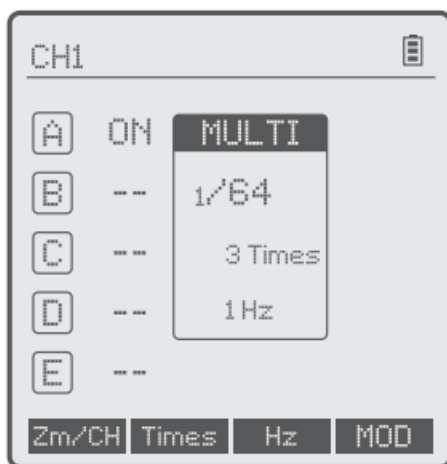 CH1
A ON MULTI
B -- 1/64
C -- 3 Times
D -- 1 Hz
E --
Zm/CH Times Hz MOD